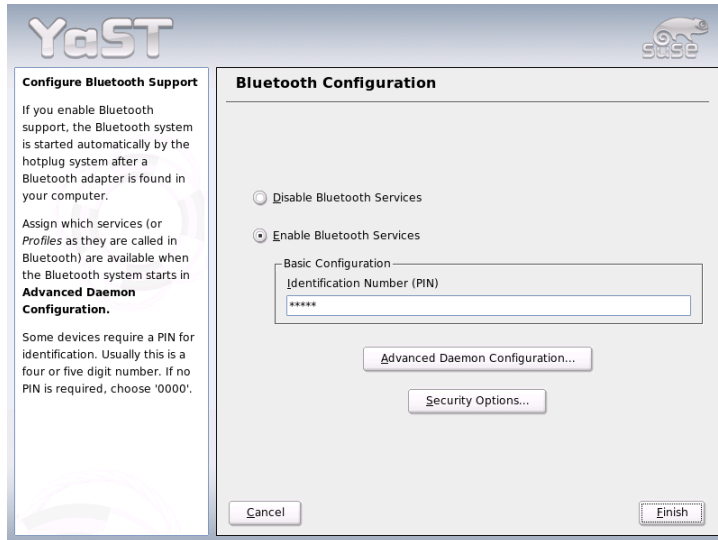 YaST
SUSE
Configure Bluetooth Support
If you enable Bluetooth
support, the Bluetooth system
is started automatically by the
hotplug system after a
Bluetooth adapter is found in
your computer.
Assign which services (or
Profiles as they are called in
Bluetooth) are available when
the Bluetooth system starts in
Advanced Daemon
Configuration.
Some devices require a PIN for
identification. Usually this is a
four or five digit number. If no
PIN is required, choose '0000'.
Bluetooth Configuration
Disable Bluetooth Services
Enable Bluetooth Services
Basic Configuration
Identification Number (PIN)
*****
Advanced Daemon Configuration...
Security Options...
Cancel
Finish